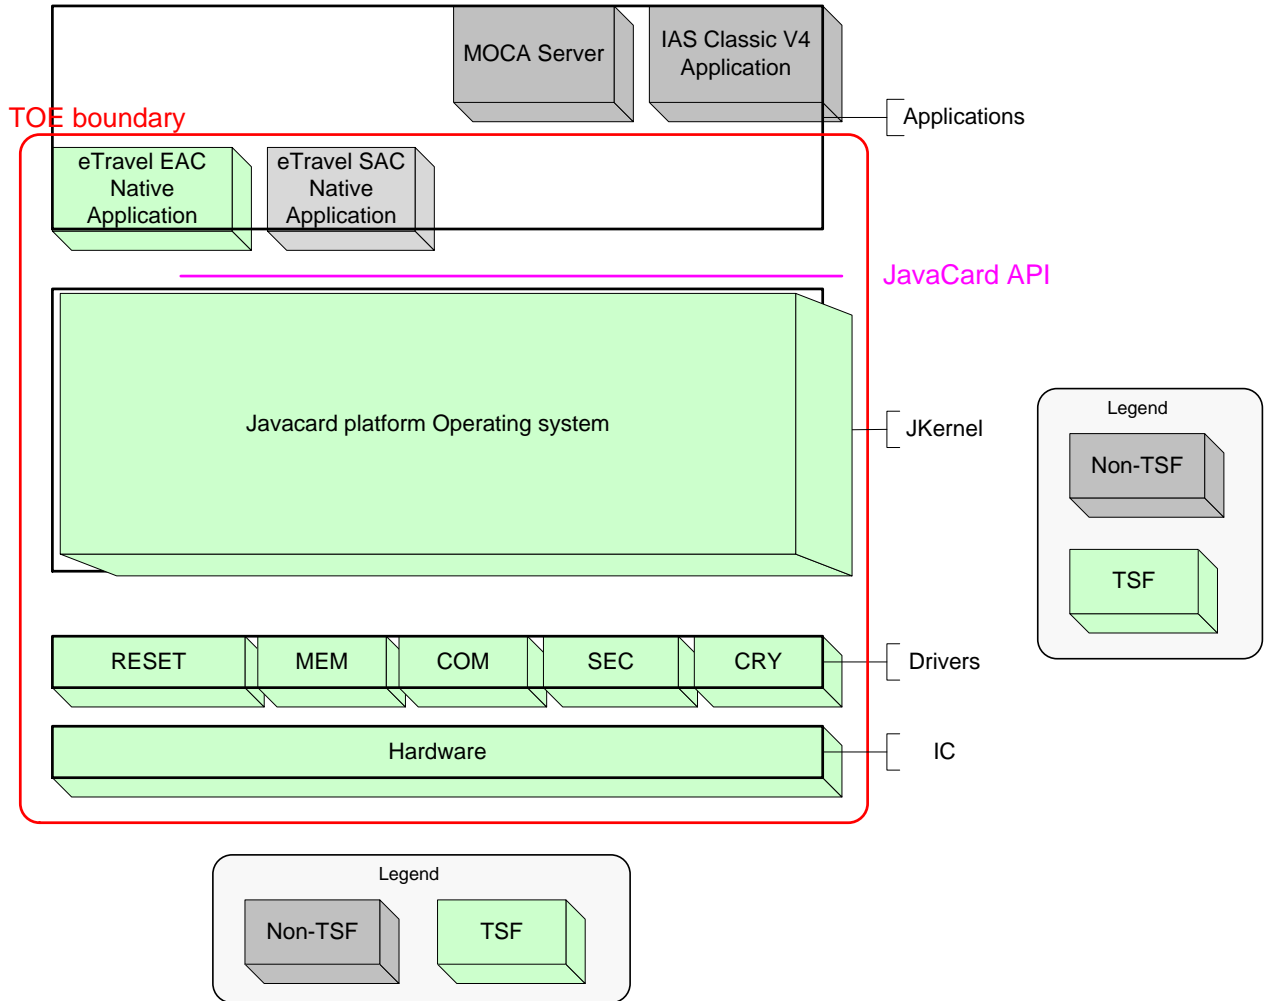 MOCA Server
IAS Classic V4
Application
Applications
TOE boundary
eTravel EAC
Native
Application
eTravel SAC
Native
Application
JavaCard API
Javacard platform Operating system
JKernel
Legend
Non-TSF
TSF
RESET
MEM
COM
SEC
CRY
Drivers
Hardware
IC
Legend
Non-TSF
TSF